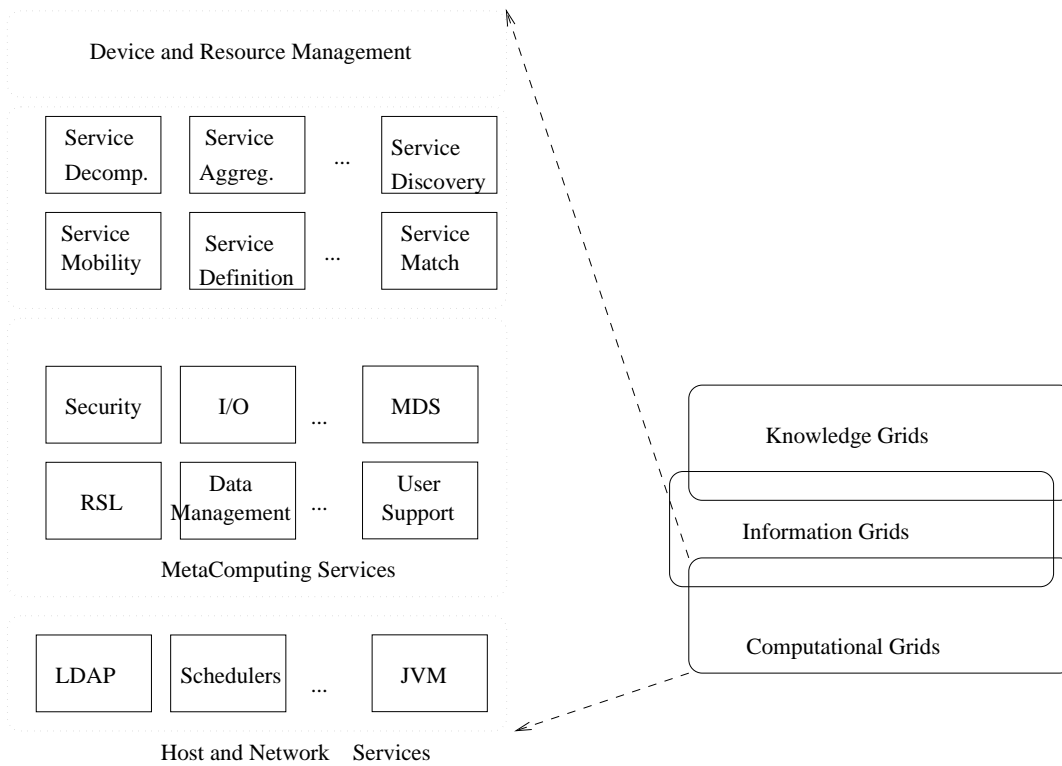 Device and Resource Management
Service
Decomp.
Service
Aggreg.
...
Service
Discovery
Service
Mobility
Service
Definition
...
Service
Match
Security
I/O
...
MDS
RSL
Data
Management
...
User
Support
MetaComputing Services
LDAP
Schedulers
...
JVM
Host and Network Services
Knowledge Grids
Information Grids
Computational Grids